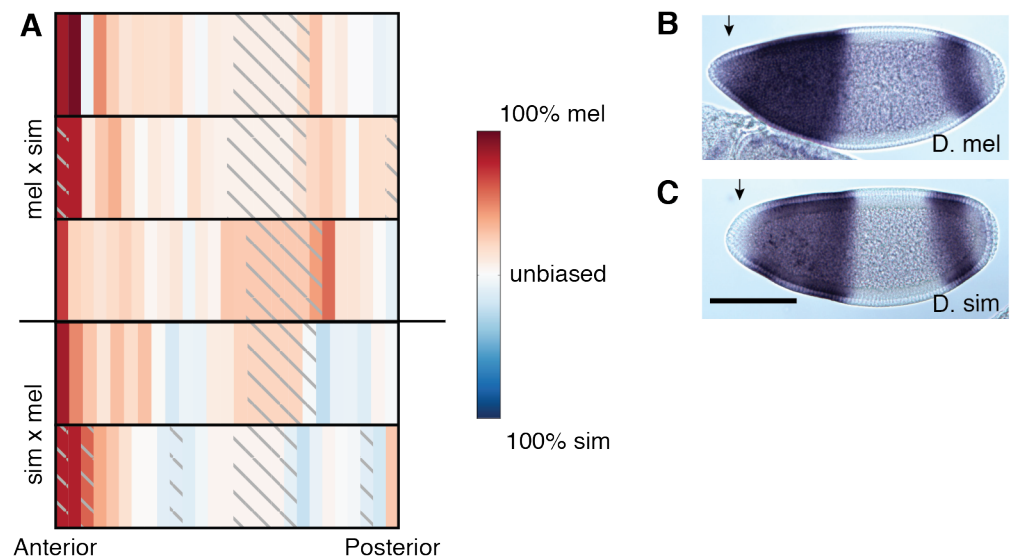 A
mel x sim
sim x mel
Anterior
Posterior
100% mel
unbiased
100% sim
B
D. mel
C
D. sim